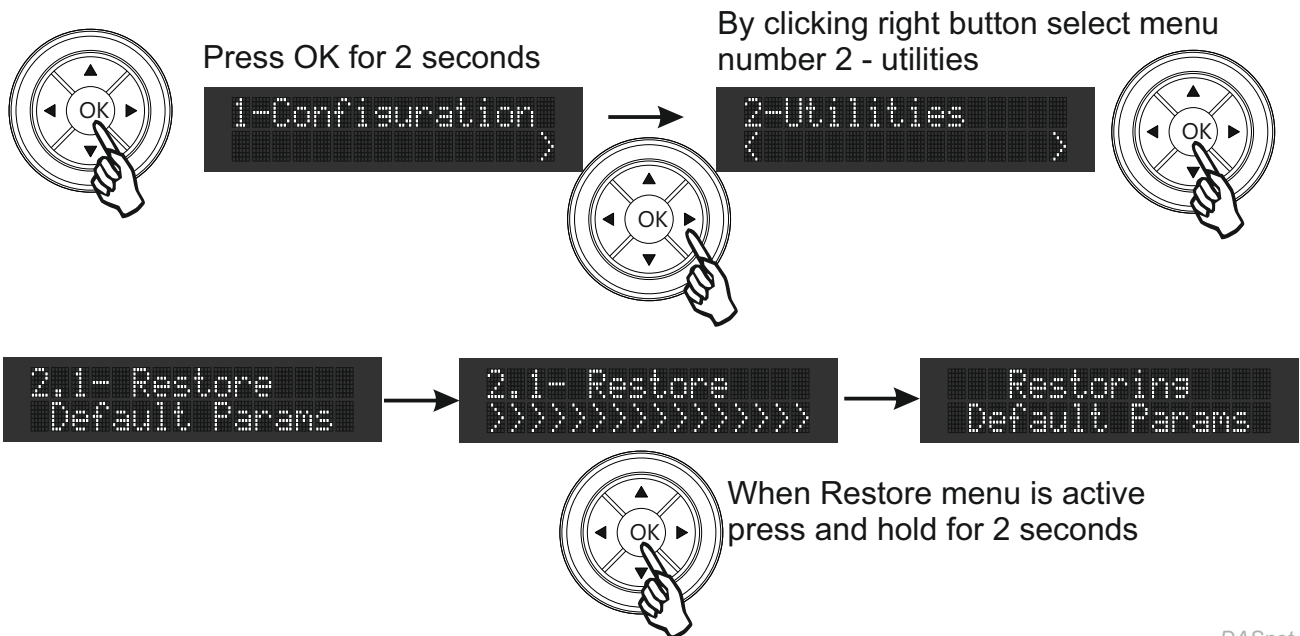 Press OK for 2 seconds
By clicking right button select menu
number 2 - utilities
OK
1-Configuration
>
OK
2-Utilities
< >
OK
2.1- Restore
Default Params
2.1- Restore
>>>>>>>>>>>>>>>>
Restoring
Default Params
OK
When Restore menu is active
press and hold for 2 seconds